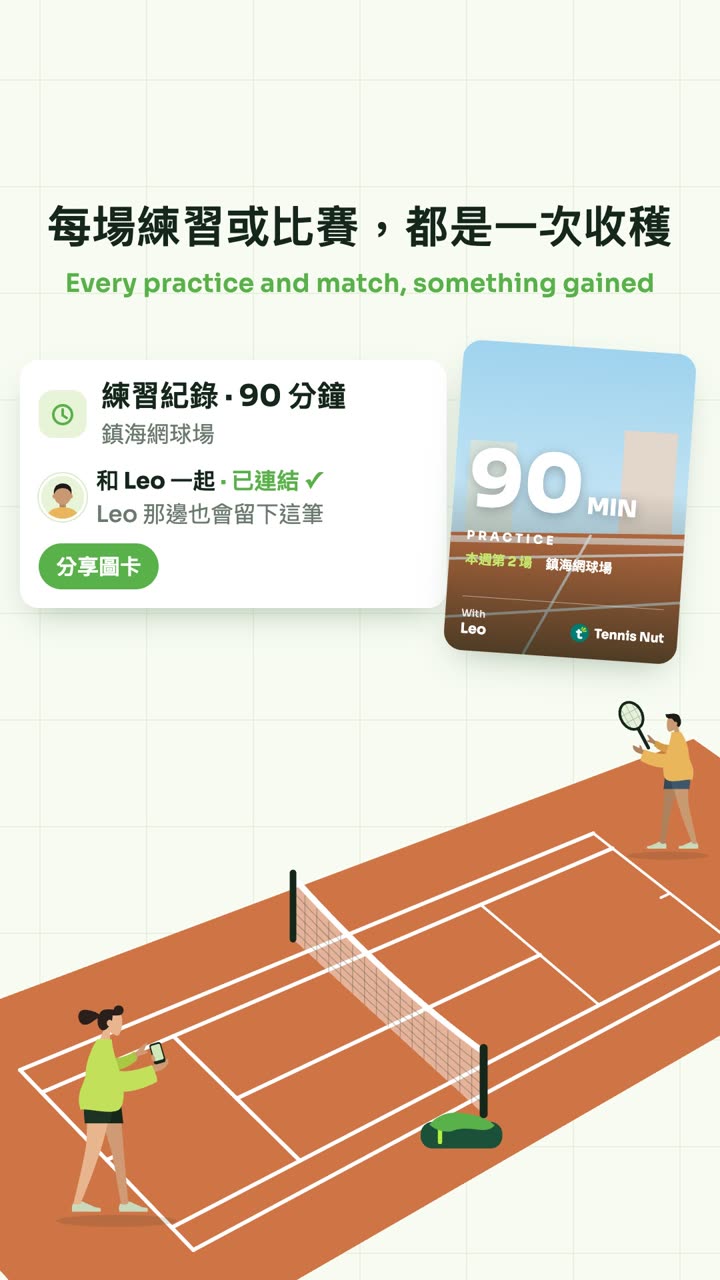 每場練習或比賽，都是一次收穫
Every practice and match, something gained
練習紀錄 · 90 分鐘
鎮海網球場
和 Leo 一起 · 已連結 ✓
Leo 那邊也會留下這筆
分享圖卡
90 MIN
PRACTICE
本週第 2 場 鎮海網球場
With
Leo
Tennis Nut